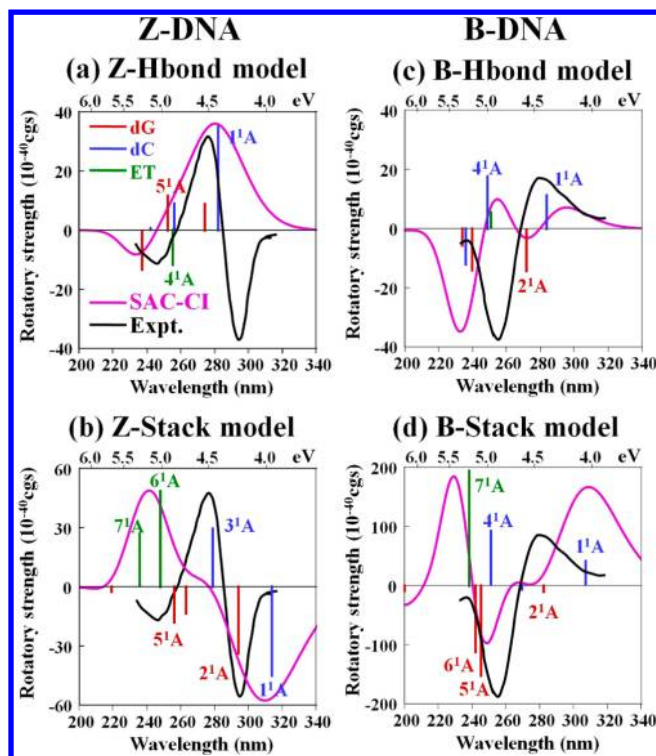 Z-DNA
B-DNA
(a) Z-Hbond model
(c) B-Hbond model
6.0 5.5 5.0 4.5 4.0 eV
6.0 5.5 5.0 4.5 4.0 eV
Rotatory strength (10⁻⁴⁰cgs)
40
20
0
-20
-40
dG
dC
ET
1¹A
5¹A
4¹A
SAC-CI
Expt.
200 220 240 260 280 300 320 340
Wavelength (nm)
Rotatory strength (10⁻⁴⁰cgs)
40
20
0
-20
-40
4¹A
1¹A
2¹A
200 220 240 260 280 300 320 340
Wavelength (nm)
(b) Z-Stack model
(d) B-Stack model
6.0 5.5 5.0 4.5 4.0 eV
6.0 5.5 5.0 4.5 4.0 eV
Rotatory strength (10⁻⁴⁰cgs)
60
30
0
-30
-60
6¹A
7¹A
3¹A
5¹A
2¹A
1¹A
200 220 240 260 280 300 320 340
Wavelength (nm)
Rotatory strength (10⁻⁴⁰cgs)
200
100
0
-100
-200
7¹A
4¹A
1¹A
2¹A
6¹A
5¹A
200 220 240 260 280 300 320 340
Wavelength (nm)